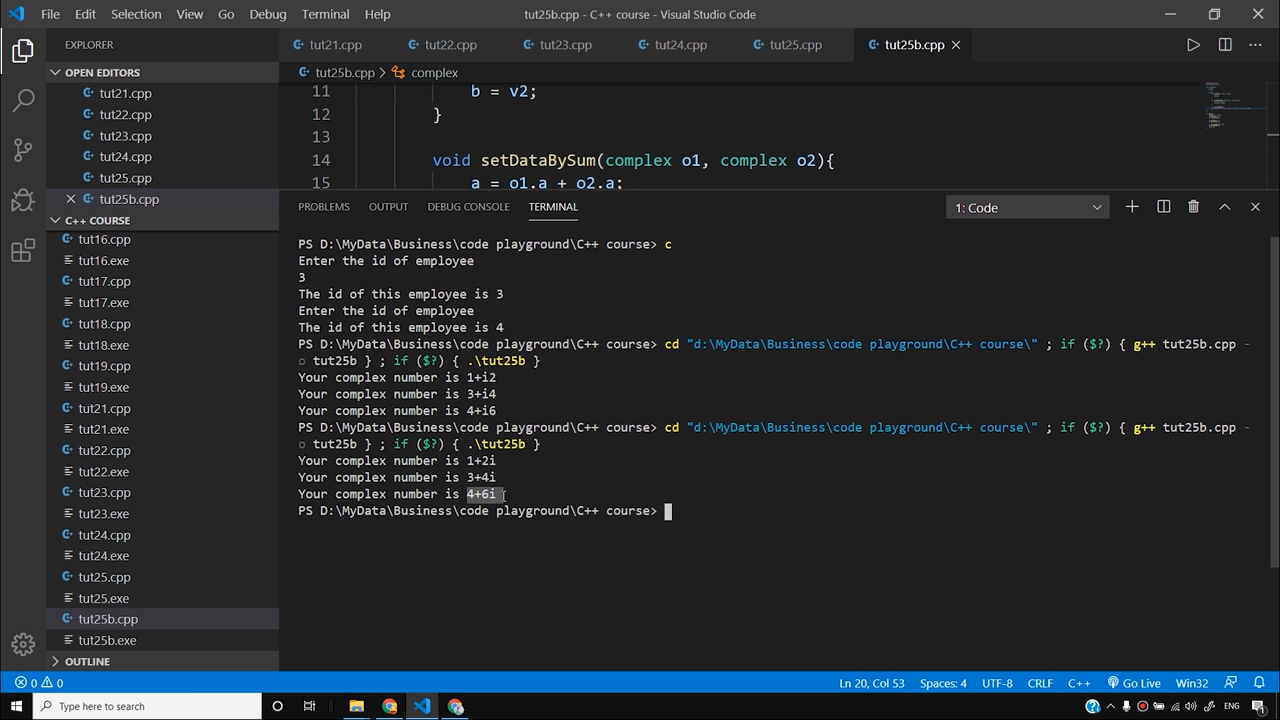 File Edit Selection View Go Debug Terminal Help tut25b.cpp - C++ course - Visual Studio Code
EXPLORER
tut21.cpp tut22.cpp tut23.cpp tut24.cpp tut25.cpp tut25b.cpp
OPEN EDITORS
tut21.cpp
tut22.cpp
tut23.cpp
tut24.cpp
tut25.cpp
tut25b.cpp
C++ COURSE
tut16.cpp
tut16.exe
tut17.cpp
tut17.exe
tut18.cpp
tut18.exe
tut19.cpp
tut19.exe
tut21.cpp
tut21.exe
tut22.cpp
tut22.exe
tut23.cpp
tut23.exe
tut24.cpp
tut24.exe
tut25.cpp
tut25.exe
tut25b.cpp
tut25b.exe
OUTLINE
tut25b.cpp > complex
11 b = v2;
12 }
13
14 void setDataBySum(complex o1, complex o2){
15 a = o1.a + o2.a;
PROBLEMS OUTPUT DEBUG CONSOLE TERMINAL 1: Code
PS D:\MyData\Business\code playground\C++ course> c
Enter the id of employee
3
The id of this employee is 3
Enter the id of employee
The id of this employee is 4
PS D:\MyData\Business\code playground\C++ course> cd "d:\MyData\Business\code playground\C++ course\" ; if ($?) { g++ tut25b.cpp -
o tut25b } ; if ($?) { .\tut25b }
Your complex number is 1+i2
Your complex number is 3+i4
Your complex number is 4+i6
PS D:\MyData\Business\code playground\C++ course> cd "d:\MyData\Business\code playground\C++ course\" ; if ($?) { g++ tut25b.cpp -
o tut25b } ; if ($?) { .\tut25b }
Your complex number is 1+2i
Your complex number is 3+4i
Your complex number is 4+6i
PS D:\MyData\Business\code playground\C++ course>
0 0 Ln 20, Col 53 Spaces: 4 UTF-8 CRLF C++ Go Live Win32
Type here to search ENG